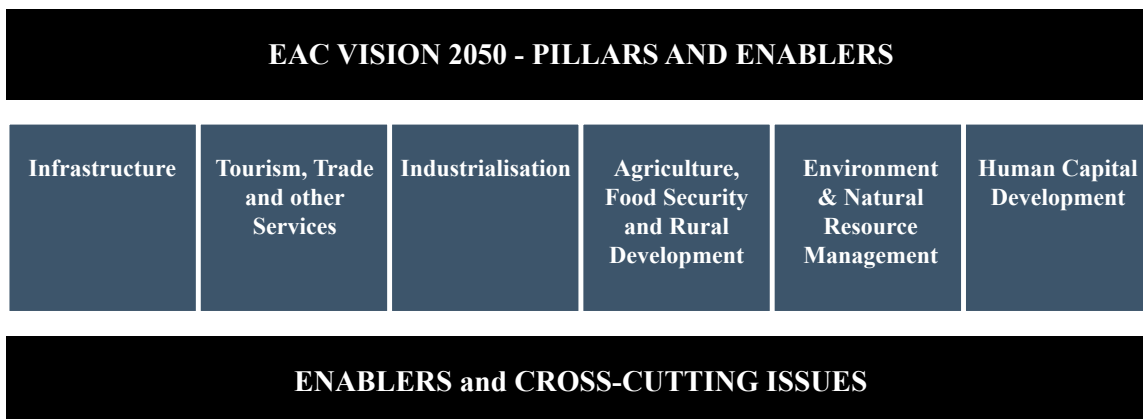 EAC VISION 2050 - PILLARS AND ENABLERS
Infrastructure
Tourism, Trade
and other
Services
Industrialisation
Agriculture,
Food Security
and Rural
Development
Environment
& Natural
Resource
Management
Human Capital
Development
ENABLERS and CROSS-CUTTING ISSUES